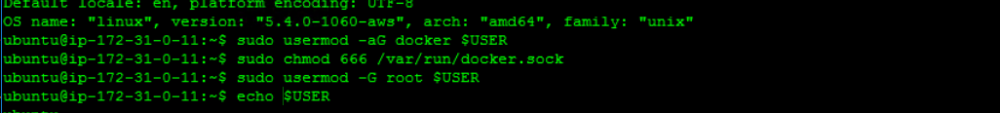 Default locale: en, platform encoding: UTF-8
OS name: "linux", version: "5.4.0-1060-aws", arch: "amd64", family: "unix"
ubuntu@ip-172-31-0-11:~$ sudo usermod -aG docker $USER
ubuntu@ip-172-31-0-11:~$ sudo chmod 666 /var/run/docker.sock
ubuntu@ip-172-31-0-11:~$ sudo usermod -G root $USER
ubuntu@ip-172-31-0-11:~$ echo $USER
ubuntu